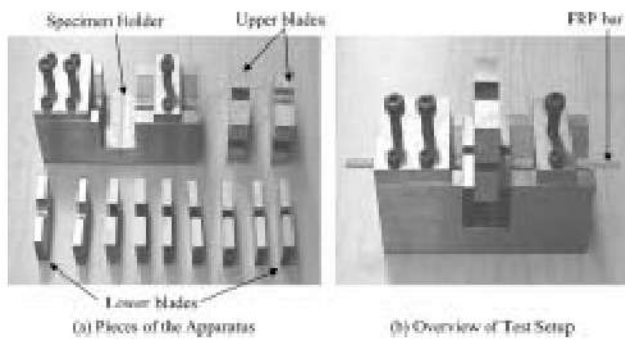 Specimen Holder
Upper blades
FRP bar
Lower blades
(a) Pieces of the Apparatus
(b) Overview of Test Setup